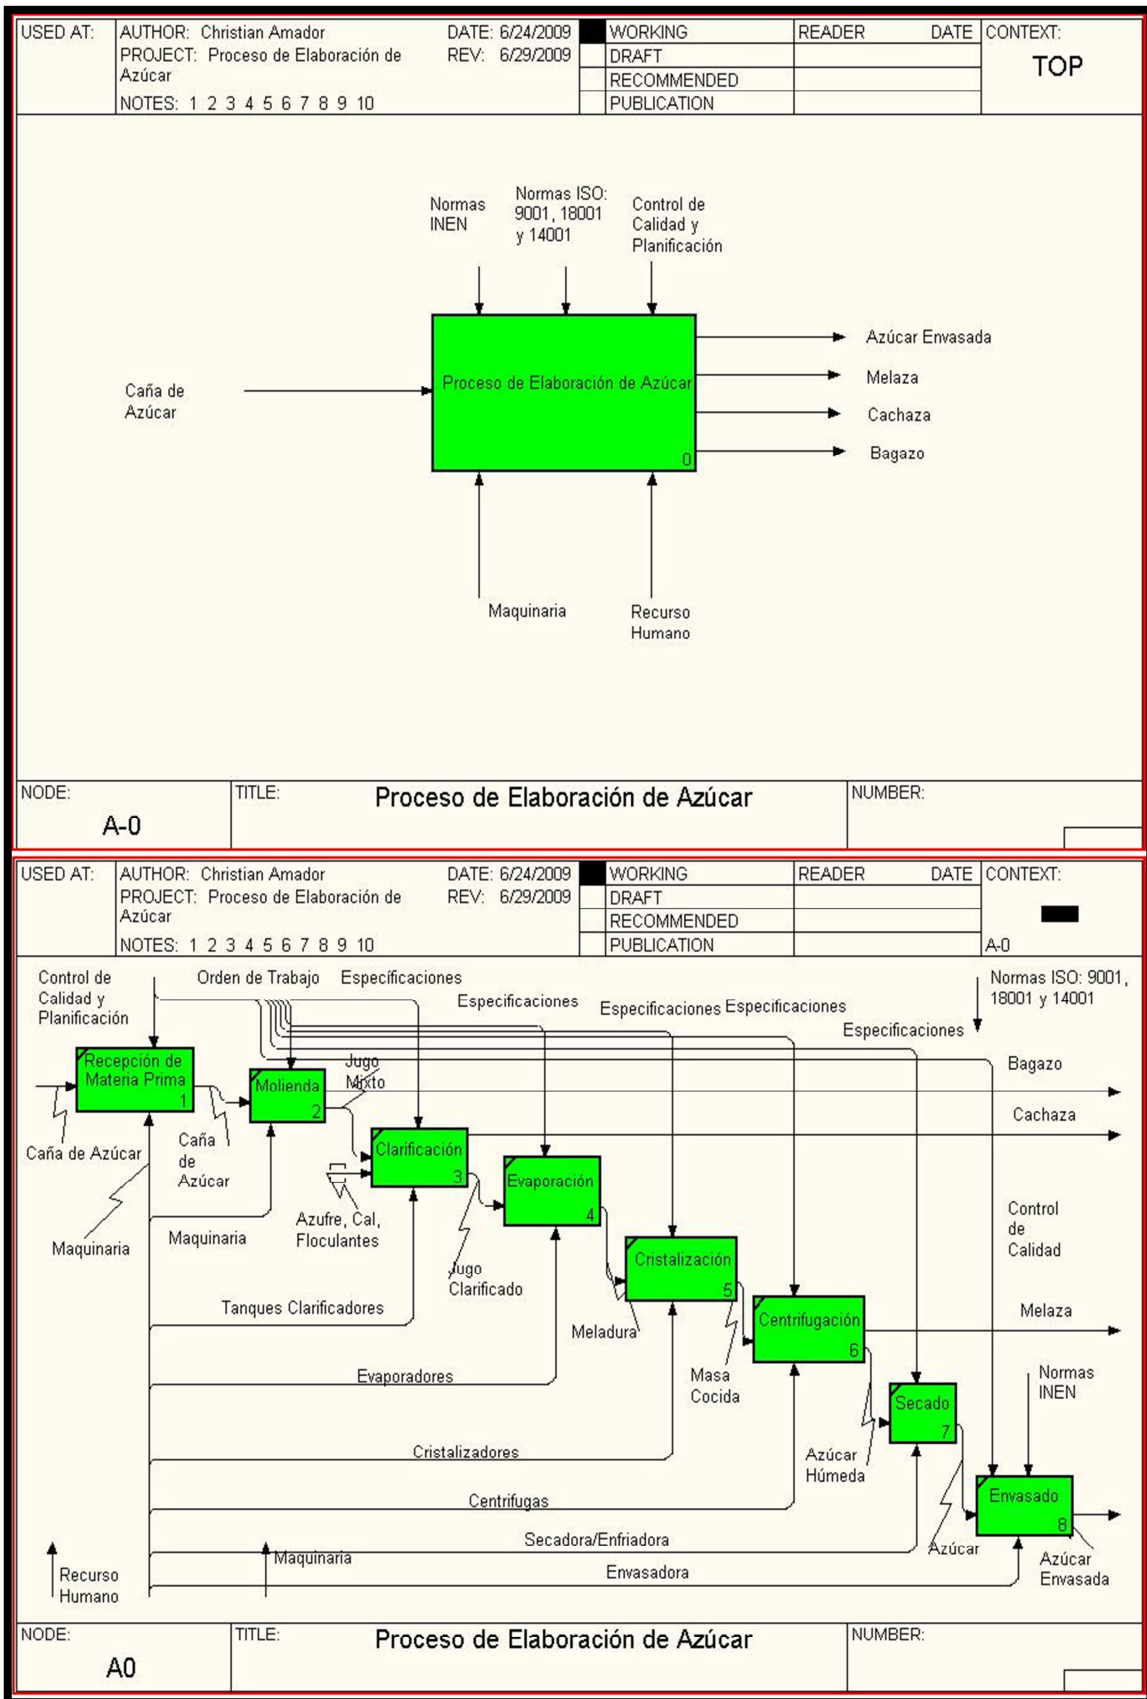 USED AT:
AUTHOR: Christian Amador
DATE: 6/24/2009
WORKING
READER
DATE
CONTEXT:
PROJECT: Proceso de Elaboración de
REV: 6/29/2009
DRAFT
TOP
Azúcar
RECOMMENDED
NOTES: 1 2 3 4 5 6 7 8 9 10
PUBLICATION
Normas
INEN
Normas ISO:
9001, 18001
y 14001
Control de
Calidad y
Planificación
Caña de
Azúcar
Proceso de Elaboración de Azúcar
0
Azúcar Envasada
Melaza
Cachaza
Bagazo
Maquinaria
Recurso
Humano
NODE:
A-0
TITLE:
Proceso de Elaboración de Azúcar
NUMBER:
USED AT:
AUTHOR: Christian Amador
DATE: 6/24/2009
WORKING
READER
DATE
CONTEXT:
PROJECT: Proceso de Elaboración de
REV: 6/29/2009
DRAFT
Azúcar
RECOMMENDED
NOTES: 1 2 3 4 5 6 7 8 9 10
PUBLICATION
A-0
Control de
Calidad y
Planificación
Orden de Trabajo
Específicaciones
Especificaciones
Especificaciones
Especificaciones
Especificaciones
Normas ISO: 9001,
18001 y 14001
Recepción de
Materia Prima
1
Molienda
2
Jugo
Mixto
Bagazo
Cachaza
Caña de Azúcar
Caña
de
Azúcar
Clarificación
3
Evaporación
4
Azufre, Cal,
Floculantes
Maquinaria
Maquinaria
Jugo
Clarificado
Control
de
Calidad
Cristalización
5
Tanques Clarificadores
Meladura
Centrifugación
6
Melaza
Evaporadores
Masa
Cocida
Secado
7
Normas
INEN
Cristalizadores
Azúcar
Húmeda
Centrifugas
Envasado
8
Secadora/Enfriadora
Azúcar
Azúcar
Envasada
Recurso
Humano
Maquinaria
Envasadora
NODE:
A0
TITLE:
Proceso de Elaboración de Azúcar
NUMBER: